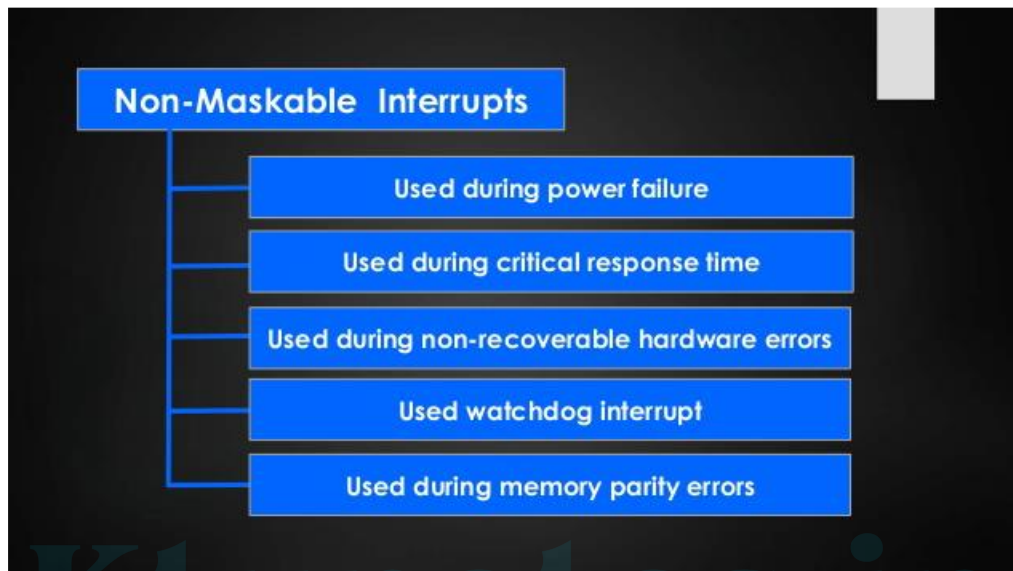 Non-Maskable Interrupts
Used during power failure
Used during critical response time
Used during non-recoverable hardware errors
Used watchdog interrupt
Used during memory parity errors